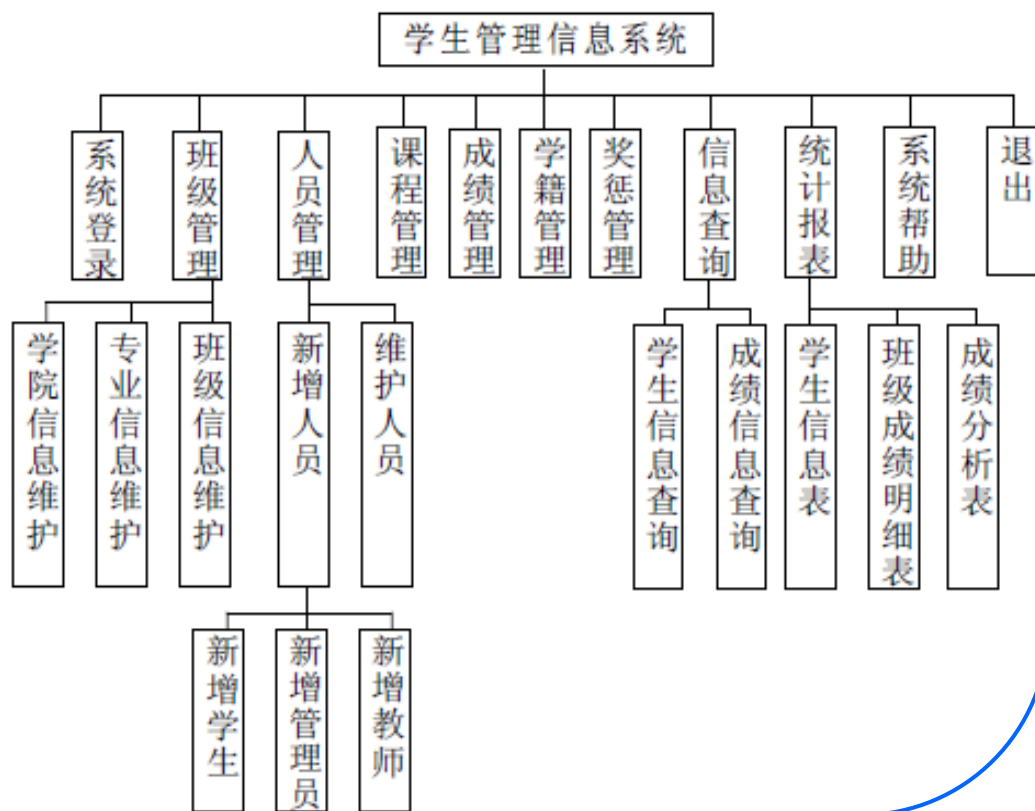 学生管理信息系统
系统登录
班级管理
人员管理
课程管理
成绩管理
学籍管理
奖惩管理
信息查询
统计报表
系统帮助
退出
学院信息维护
专业信息维护
班级信息维护
新增人员
维护人员
学生信息查询
成绩信息查询
学生信息表
班级成绩明细表
成绩分析表
新增学生
新增管理员
新增教师